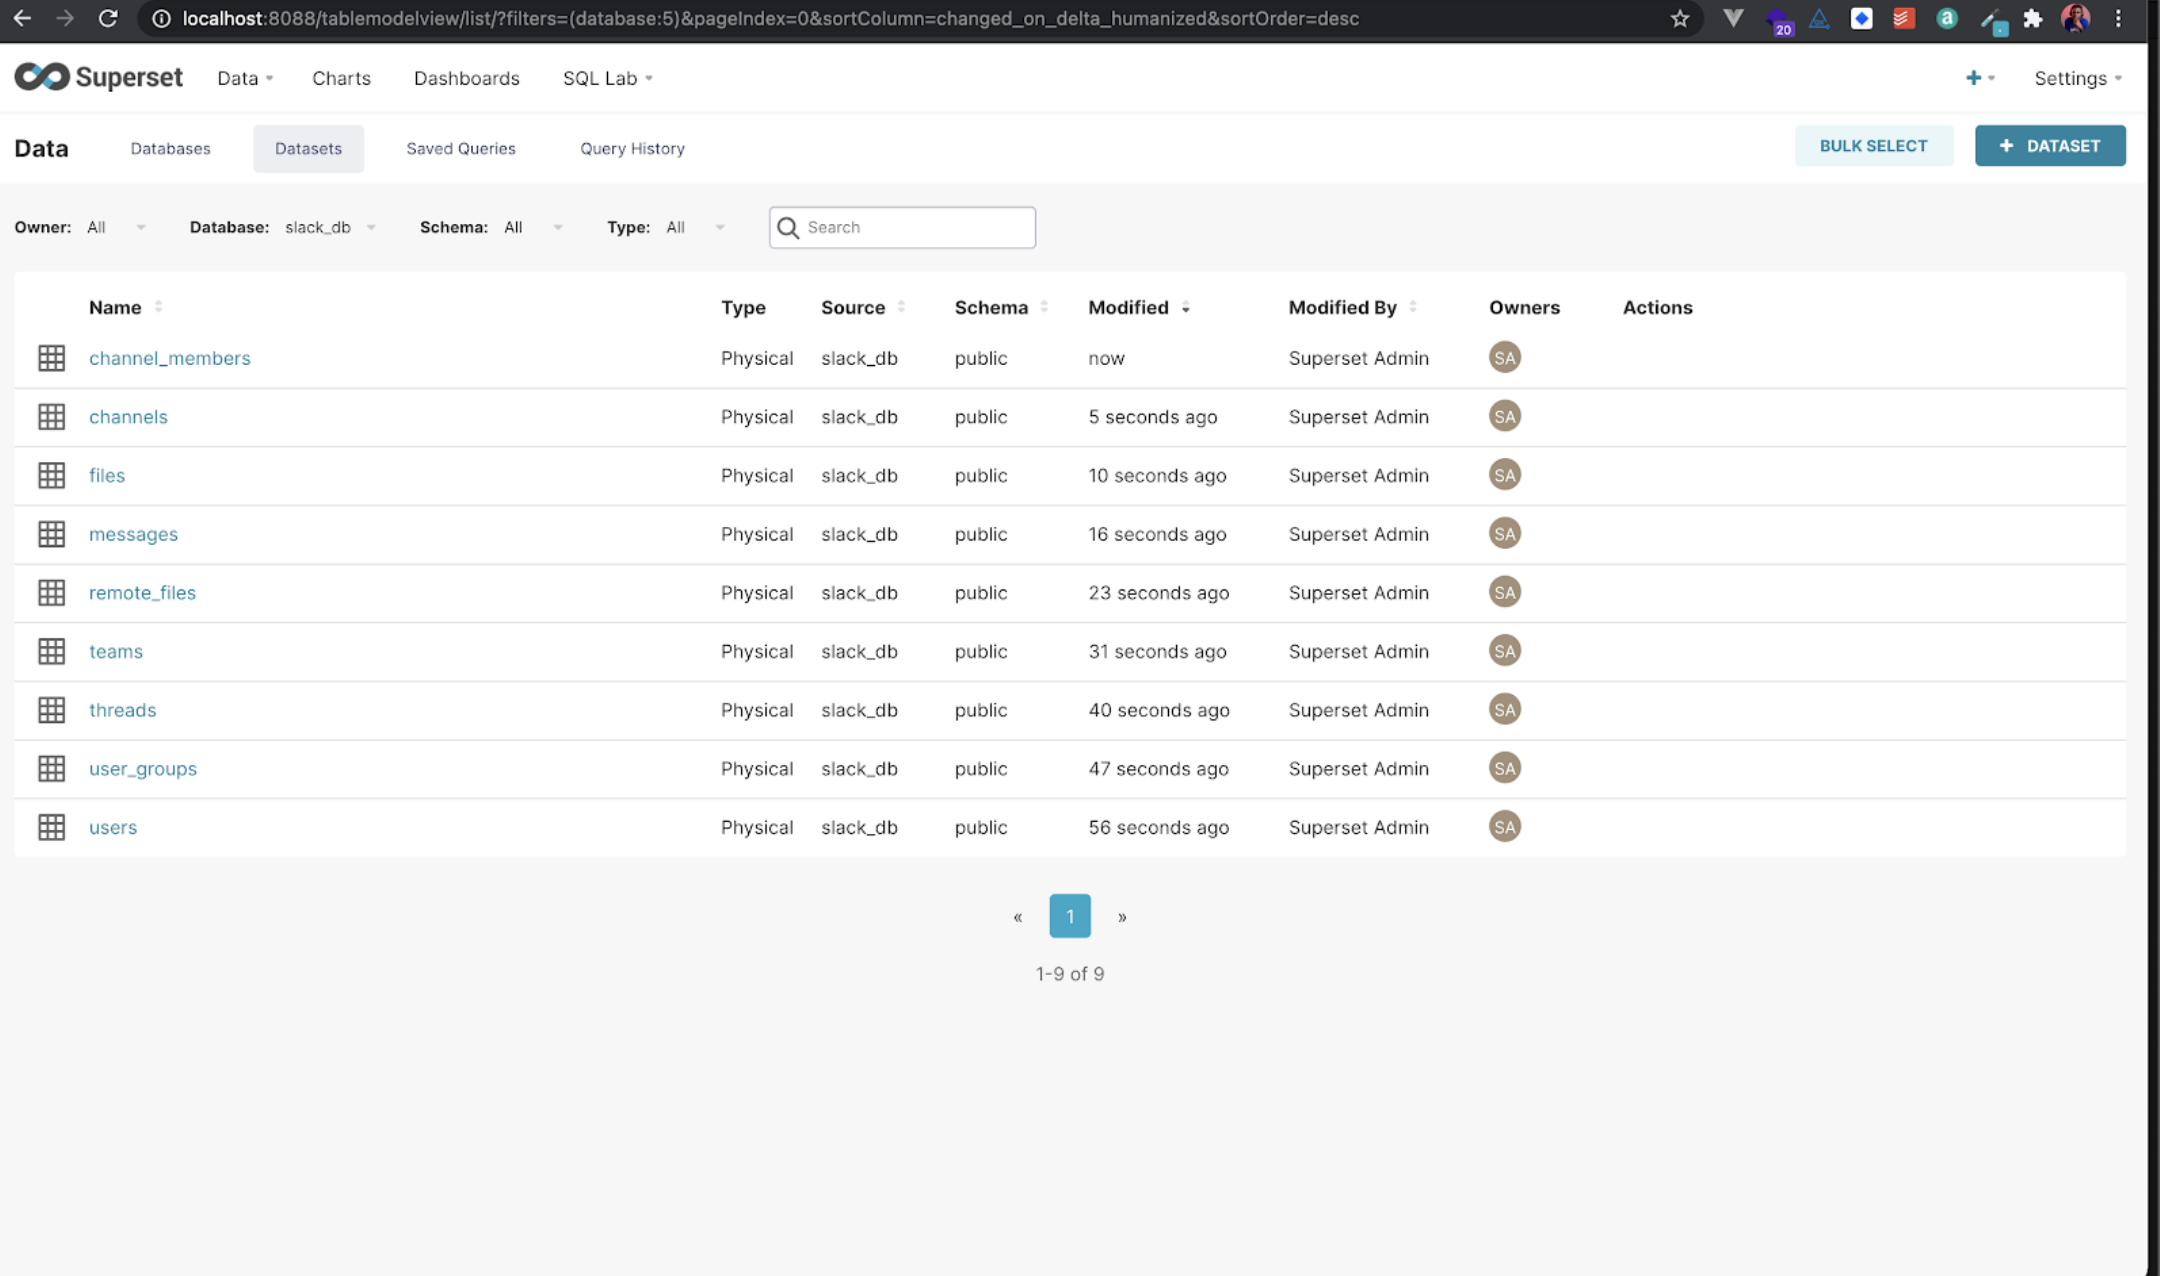 localhost:8088/tablemodelview/list/?filters=(database:5)&pageIndex=0&sortColumn=changed_on_delta_humanized&sortOrder=desc
20
a
Superset Data Charts Dashboards SQL Lab + Settings
Data Databases Datasets Saved Queries Query History BULK SELECT + DATASET
Owner: All Database: slack_db Schema: All Type: All Search
Name Type Source Schema Modified Modified By Owners Actions
channel_members Physical slack_db public now Superset Admin SA
channels Physical slack_db public 5 seconds ago Superset Admin SA
files Physical slack_db public 10 seconds ago Superset Admin SA
messages Physical slack_db public 16 seconds ago Superset Admin SA
remote_files Physical slack_db public 23 seconds ago Superset Admin SA
teams Physical slack_db public 31 seconds ago Superset Admin SA
threads Physical slack_db public 40 seconds ago Superset Admin SA
user_groups Physical slack_db public 47 seconds ago Superset Admin SA
users Physical slack_db public 56 seconds ago Superset Admin SA
« 1 »
1-9 of 9